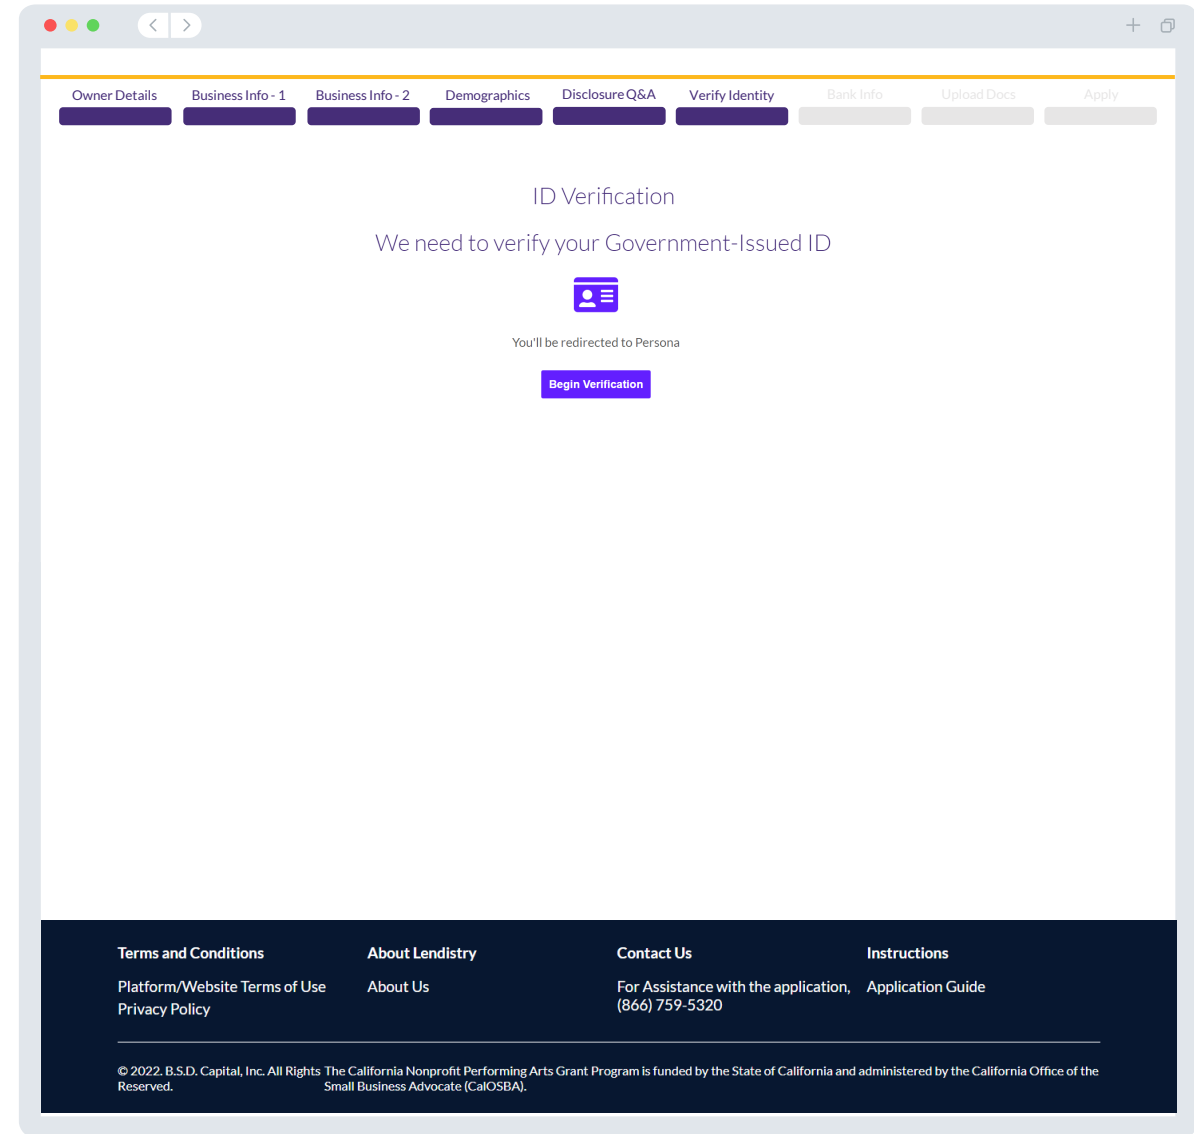 Owner Details Business Info - 1 Business Info - 2 Demographics Disclosure Q&A Verify Identity Bank Info Upload Docs Apply
ID Verification
We need to verify your Government-Issued ID
You'll be redirected to Persona
Begin Verification
Terms and Conditions
Platform/Website Terms of Use
Privacy Policy
About Lendistry
About Us
Contact Us
For Assistance with the application,
(866) 759-5320
Instructions
Application Guide
© 2022. B.S.D. Capital, Inc. All Rights
Reserved.
The California Nonprofit Performing Arts Grant Program is funded by the State of California and administered by the California Office of the
Small Business Advocate (CalOSBA).